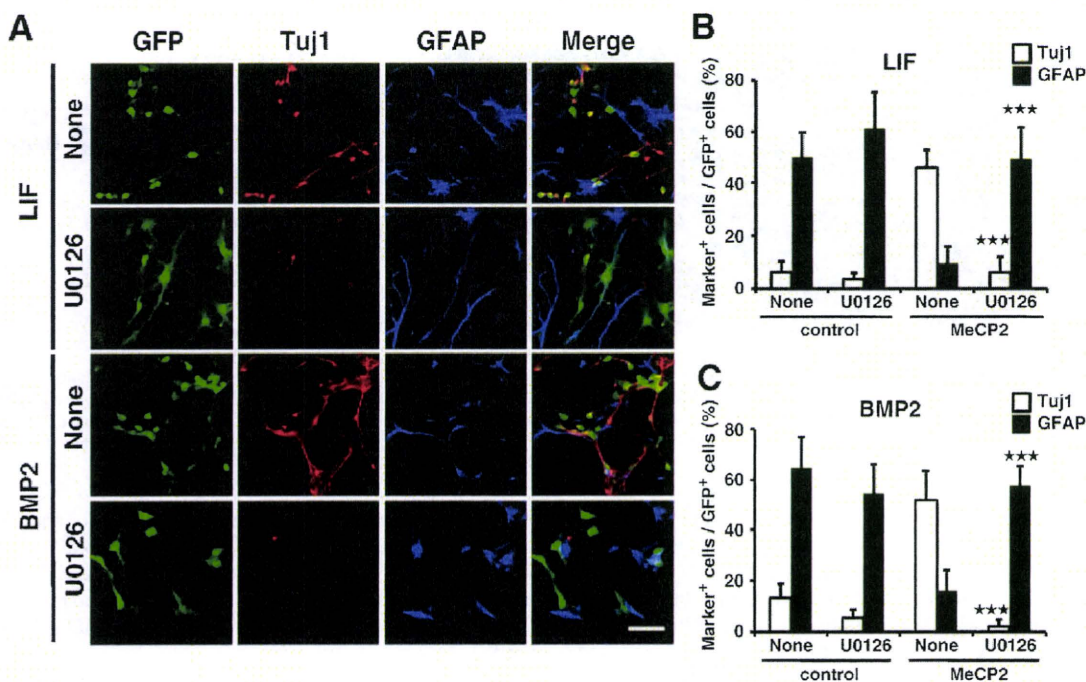 A
GFP Tuj1 GFAP Merge
LIF
None
U0126
BMP2
None
U0126
B
LIF
Tuj1
GFAP
Marker+ cells / GFP+ cells (%)
80
60
40
20
0
★★★
★★★
None U0126 None U0126
control MeCP2
C
BMP2
Tuj1
GFAP
Marker+ cells / GFP+ cells (%)
80
60
40
20
0
★★★
★★★
None U0126 None U0126
control MeCP2